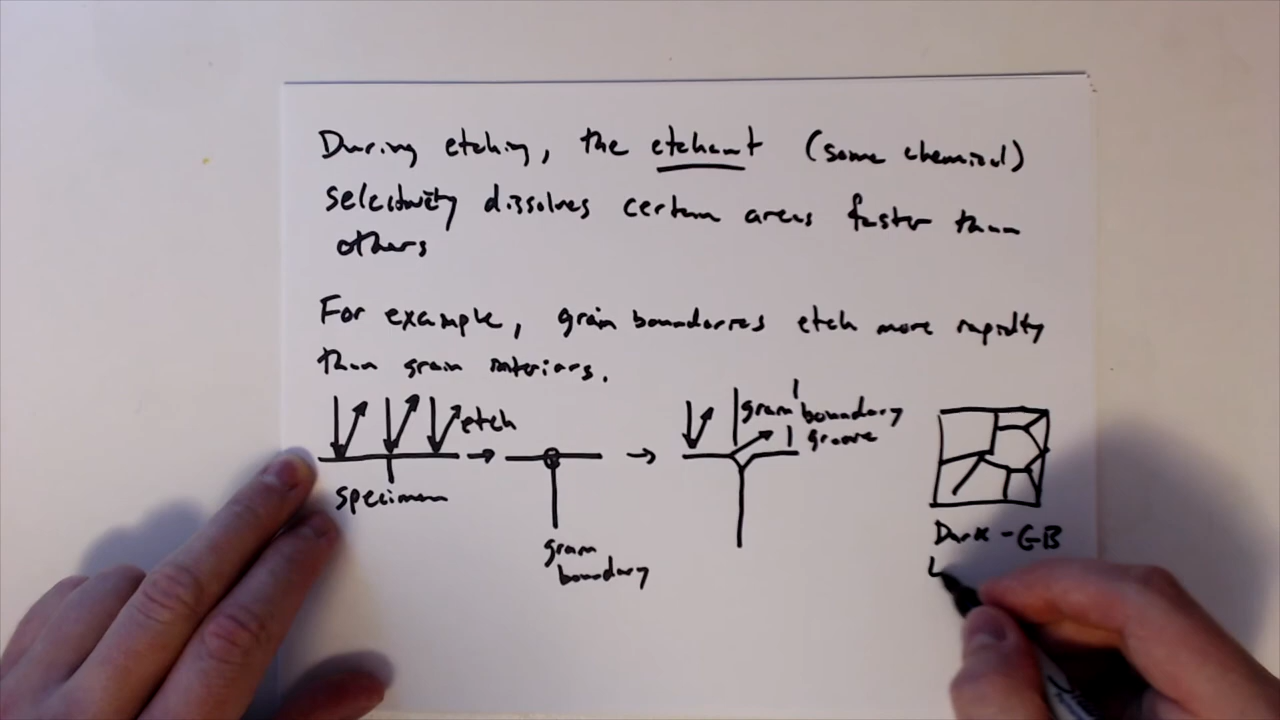 During etching, the etchant (some chemical)
selectively dissolves certain areas faster than
others
For example, grain boundaries etch more rapidly
than grain interiors.
etch
specimen
grain
boundary
grain boundary
groove
Dark - GB
L